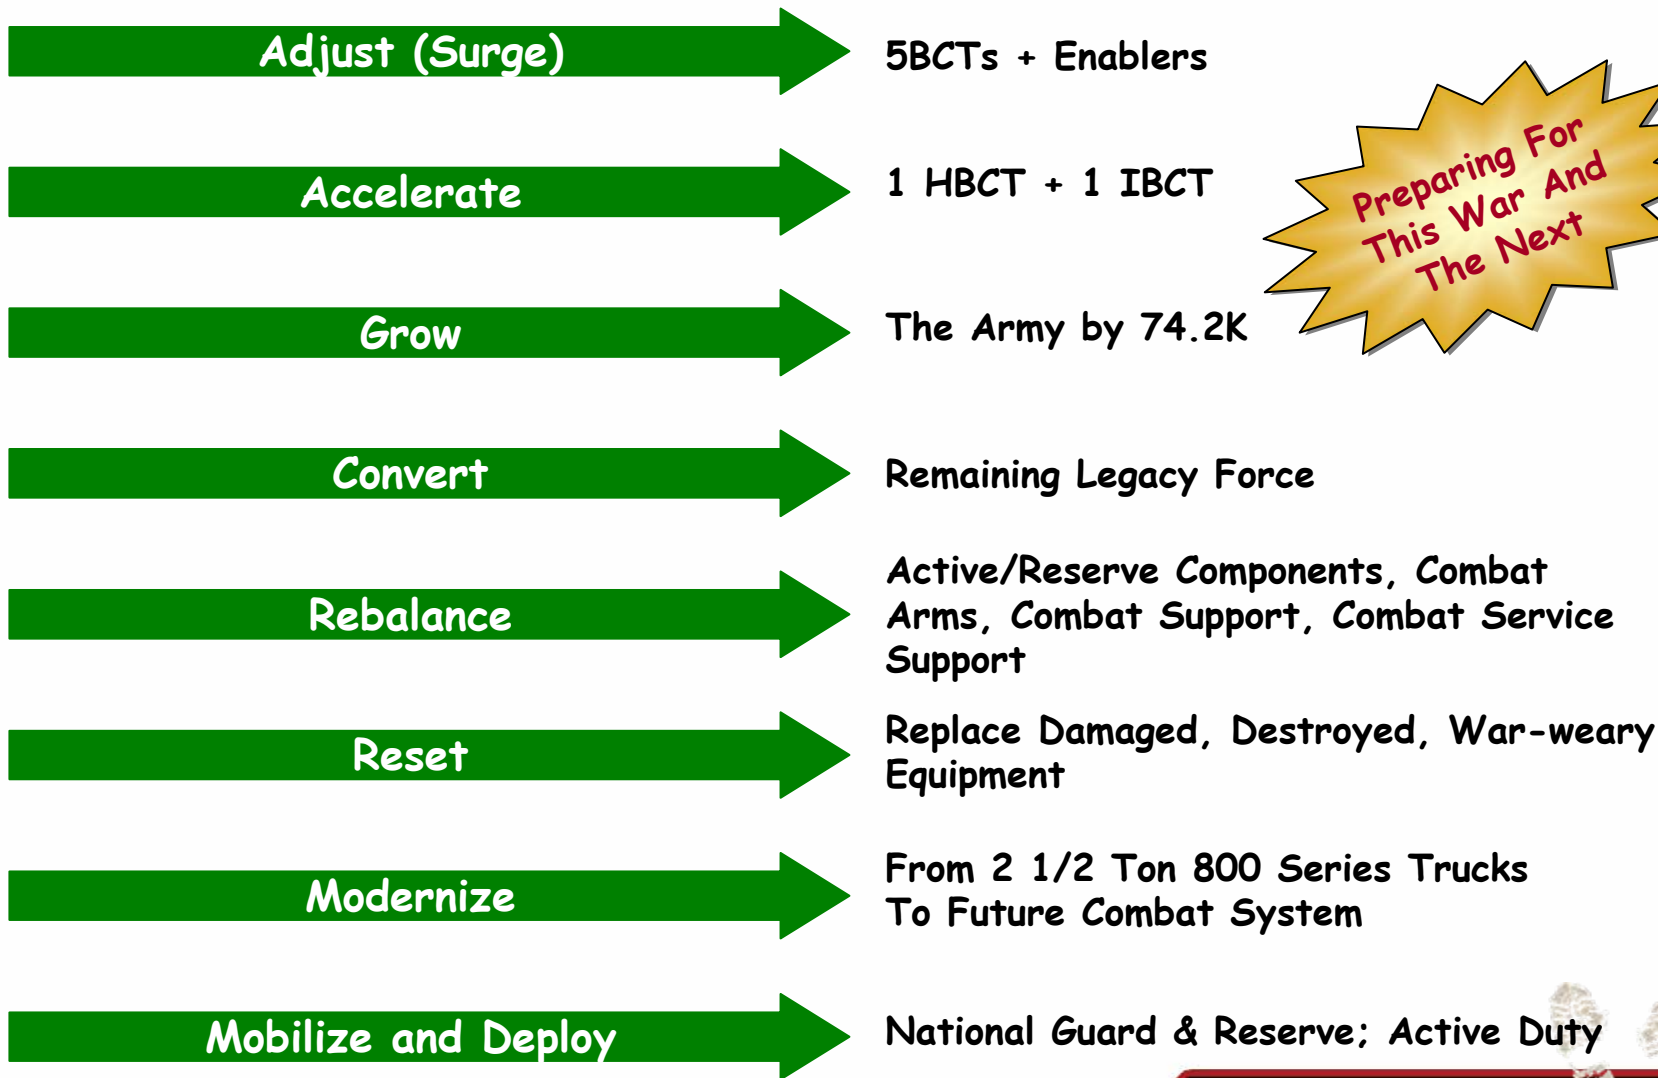 Adjust (Surge)
5BCTs + Enablers
Accelerate
1 HBCT + 1 IBCT
Preparing For
This War And
The Next
Grow
The Army by 74.2K
Convert
Remaining Legacy Force
Rebalance
Active/Reserve Components, Combat
Arms, Combat Support, Combat Service
Support
Reset
Replace Damaged, Destroyed, War-weary
Equipment
Modernize
From 2 1/2 Ton 800 Series Trucks
To Future Combat System
Mobilize and Deploy
National Guard & Reserve; Active Duty